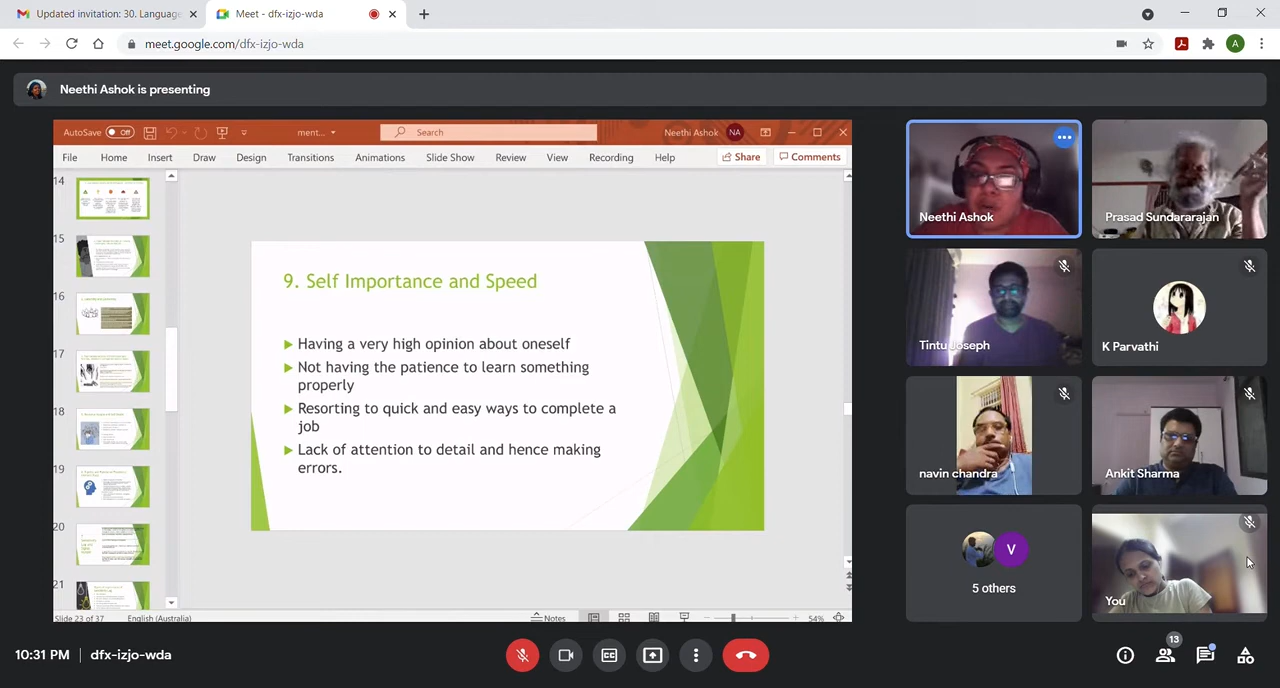 Updated invitation: 30. Language
Meet - dfx-izjo-wda
meet.google.com/dfx-izjo-wda
A
Neethi Ashok is presenting
AutoSave Off
ment...
Search
Neethi Ashok NA
File Home Insert Draw Design Transitions Animations Slide Show Review View Recording Help Share Comments
14
15
16
17
18
19
20
21
9. Self Importance and Speed
Having a very high opinion about oneself
Not having the patience to learn something
properly
Resorting to quick and easy ways to complete a
job
Lack of attention to detail and hence making
errors.
Slide 23 of 37 English (Australia) Notes 54%
Neethi Ashok
Prasad Sundararajan
Tintu Joseph
K Parvathi
navin chandra
Ankit Sharma
V
5 others
You
10:31 PM dfx-izjo-wda
13